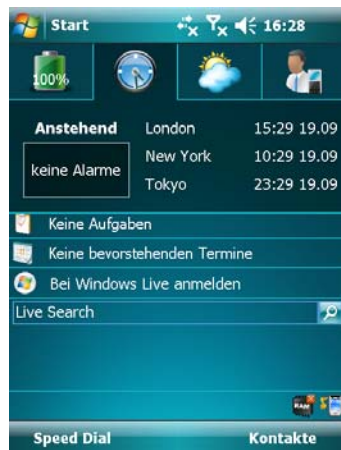 Start 16:28
100%
Anstehend
keine Alarme
London 15:29 19.09
New York 10:29 19.09
Tokyo 23:29 19.09
Keine Aufgaben
Keine bevorstehenden Termine
Bei Windows Live anmelden
Live Search
RAM
Speed Dial Kontakte